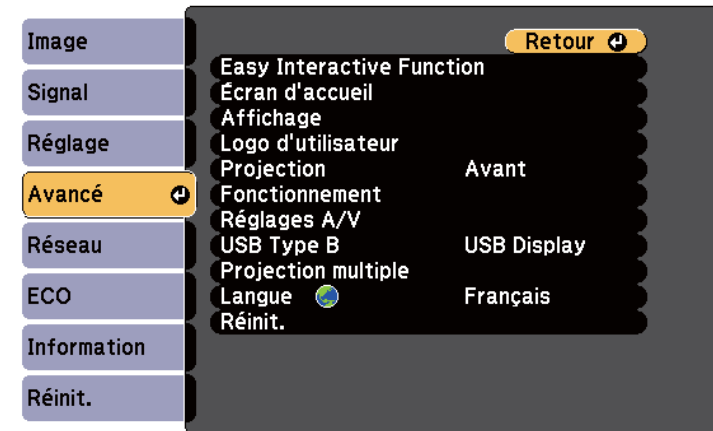 Image
Signal
Réglage
Avancé
Réseau
ECO
Information
Réinit.
Retour
Easy Interactive Function
Écran d'accueil
Affichage
Logo d'utilisateur
Projection Avant
Fonctionnement
Réglages A/V
USB Type B USB Display
Projection multiple
Langue Français
Réinit.